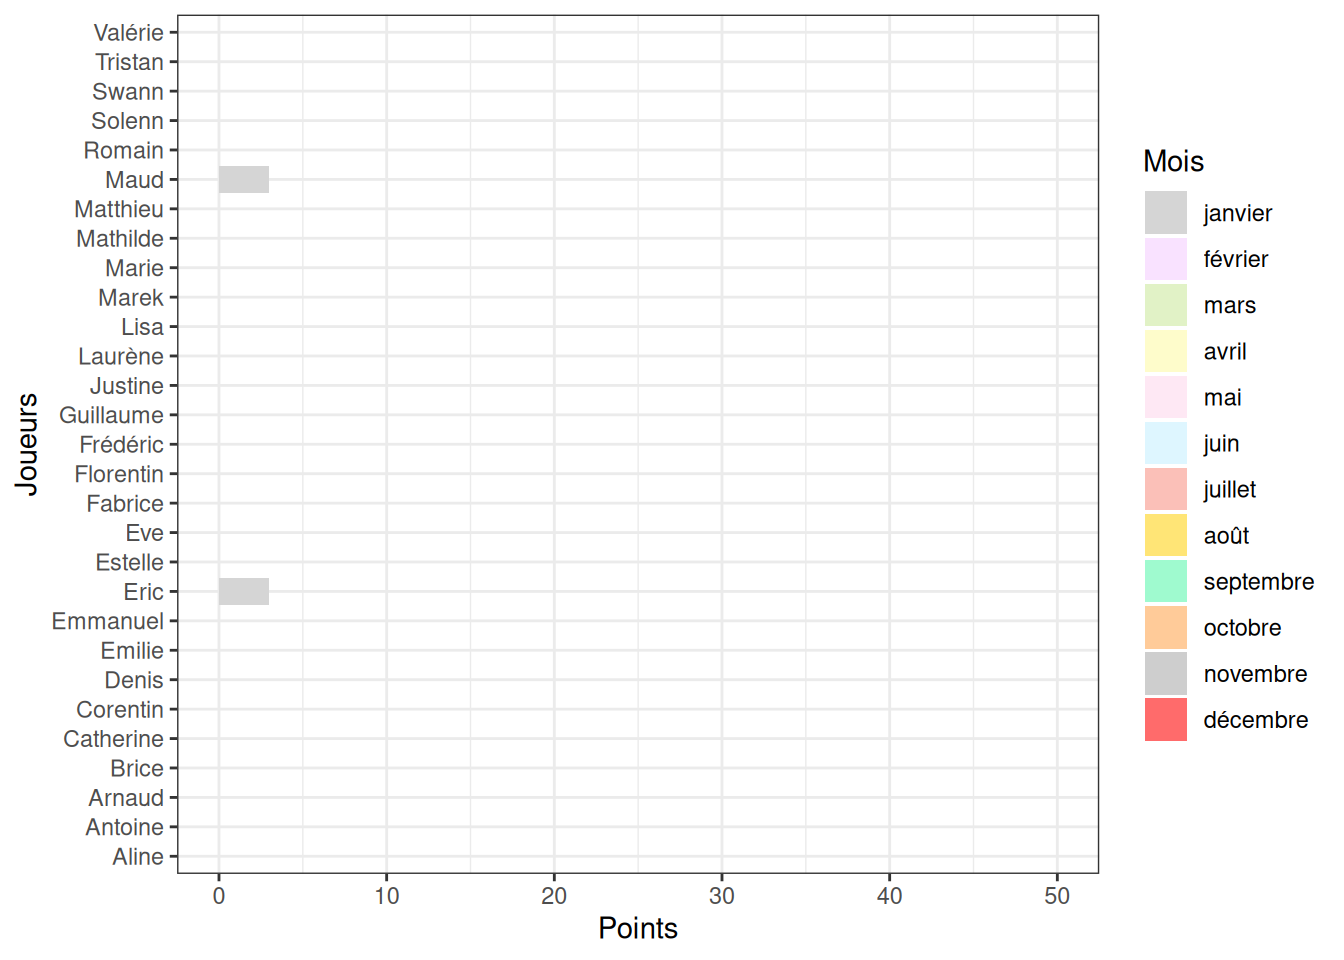 Valérie
Tristan
Swann
Solenn
Romain
Maud
Matthieu
Mathilde
Marie
Marek
Lisa
Laurène
Justine
Guillaume
Frédéric
Florentin
Fabrice
Eve
Estelle
Eric
Emmanuel
Emilie
Denis
Corentin
Catherine
Brice
Arnaud
Antoine
Aline
Joueurs
0 10 20 30 40 50
Points
Mois
janvier
février
mars
avril
mai
juin
juillet
août
septembre
octobre
novembre
décembre